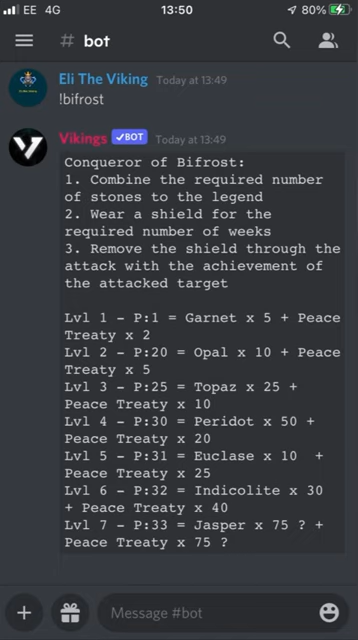 EE 4G 13:50 80%
# bot
Eli The Viking Today at 13:49
!bifrost
Vikings ✔BOT Today at 13:49
Conqueror of Bifrost:
1. Combine the required number
of stones to the legend
2. Wear a shield for the
required number of weeks
3. Remove the shield through the
attack with the achievement of
the attacked target
Lvl 1 - P:1 = Garnet x 5 + Peace
Treaty x 2
Lvl 2 - P:20 = Opal x 10 + Peace
Treaty x 5
Lvl 3 - P:25 = Topaz x 25 +
Peace Treaty x 10
Lvl 4 - P:30 = Peridot x 50 +
Peace Treaty x 20
Lvl 5 - P:31 = Euclase x 10  +
Peace Treaty x 25
Lvl 6 - P:32 = Indicolite x 30
+ Peace Treaty x 40
Lvl 7 - P:33 = Jasper x 75 ? +
Peace Treaty x 75 ?
Message #bot